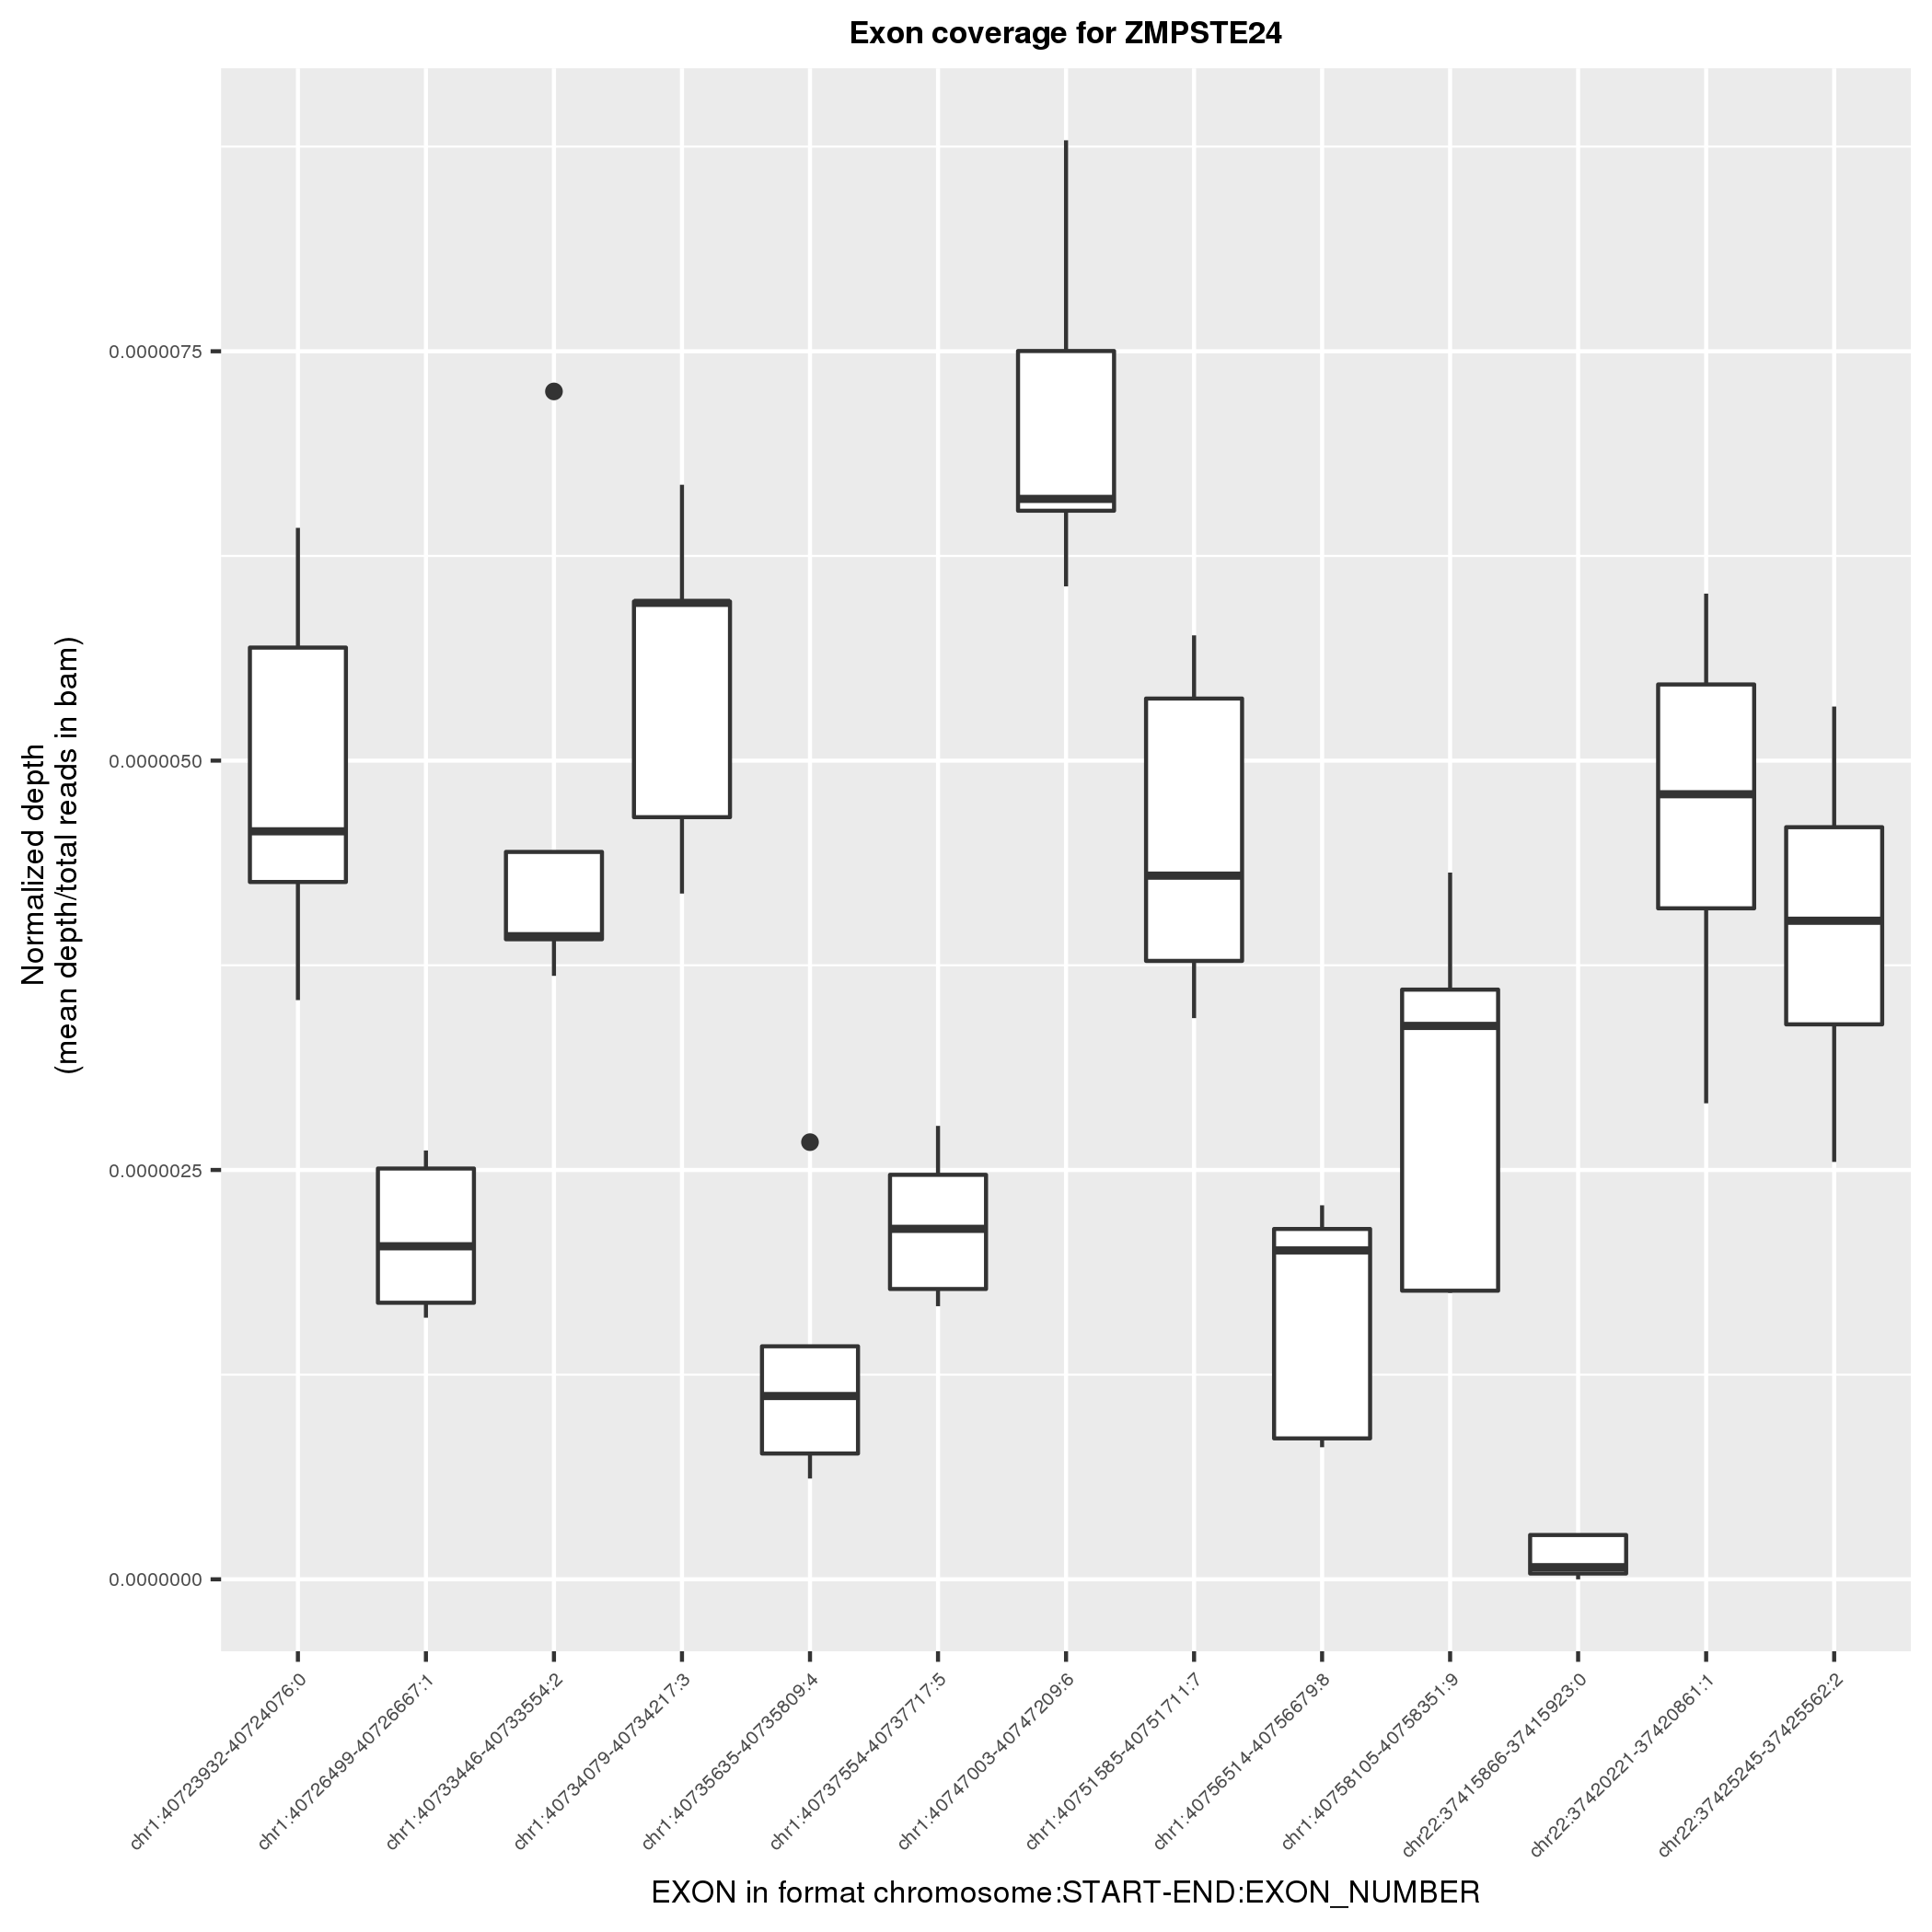 Exon coverage for ZMPSTE24
Normalized depth
(mean depth/total reads in bam)
0.0000075
0.0000050
0.0000025
0.0000000
chr1:40723932-40724076:0
chr1:40726499-40726667:1
chr1:40733446-40733554:2
chr1:40734079-40734217:3
chr1:40735635-40735809:4
chr1:40737554-40737717:5
chr1:40747003-40747209:6
chr1:40751585-40751711:7
chr1:40756514-40756679:8
chr1:40758105-40758351:9
chr22:37415866-37415923:0
chr22:37420221-37420861:1
chr22:37425245-37425562:2
EXON in format chromosome:START-END:EXON_NUMBER